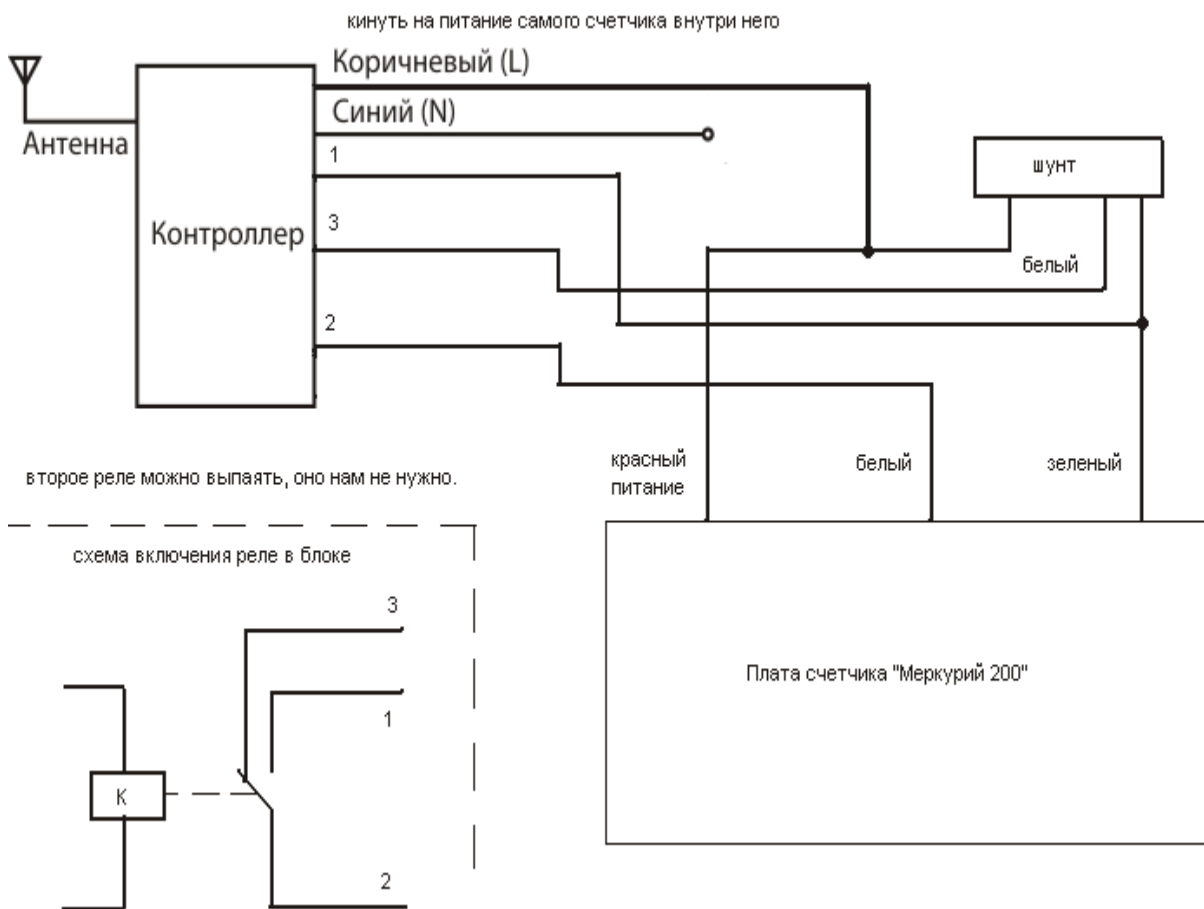 кинуть на питание самого счетчика внутри него
Коричневый (L)
Синий (N)
Антенна
1
шунт
3
Контроллер
белый
2
красный
питание
белый
зеленый
второе реле можно выпаять, оно нам не нужно.
схема включения реле в блоке
3
Плата счетчика "Меркурий 200"
1
K
2